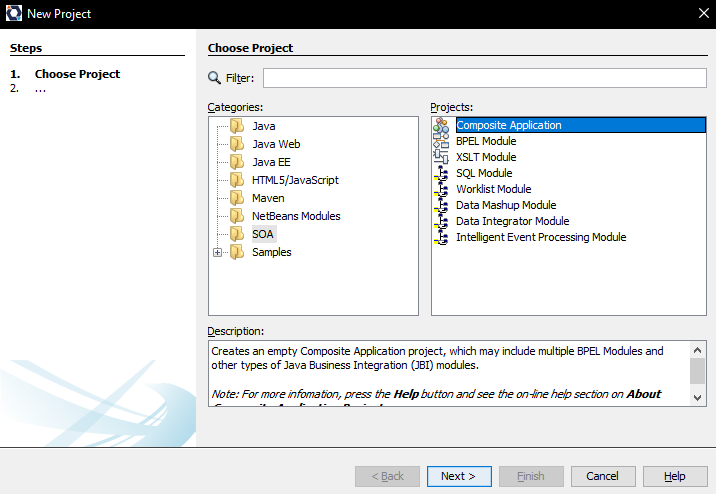 New Project
Steps
1. Choose Project
2. ...
Choose Project
Filter:
Categories:
Java
Java Web
Java EE
HTML5/JavaScript
Maven
NetBeans Modules
SOA
Samples
Projects:
Composite Application
BPEL Module
XSLT Module
SQL Module
Worklist Module
Data Mashup Module
Data Integrator Module
Intelligent Event Processing Module
Description:
Creates an empty Composite Application project, which may include multiple BPEL Modules and
other types of Java Business Integration (JBI) modules.
Note: For more infomation, press the Help button and see the on-line help section on About
< Back
Next >
Finish
Cancel
Help